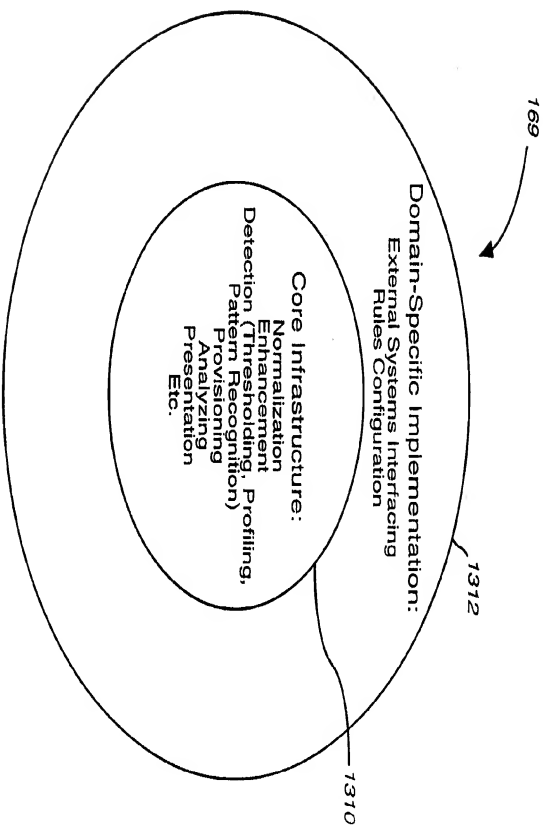 169
Domain-Specific Implementation:
External Systems Interfacing
Rules Configuration
1312
Core Infrastructure:
Normalization
Enhancement
Detection (Thresholding, Profiling,
Pattern Recognition)
Provisioning
Analyzing
Presentation
Etc.
1310